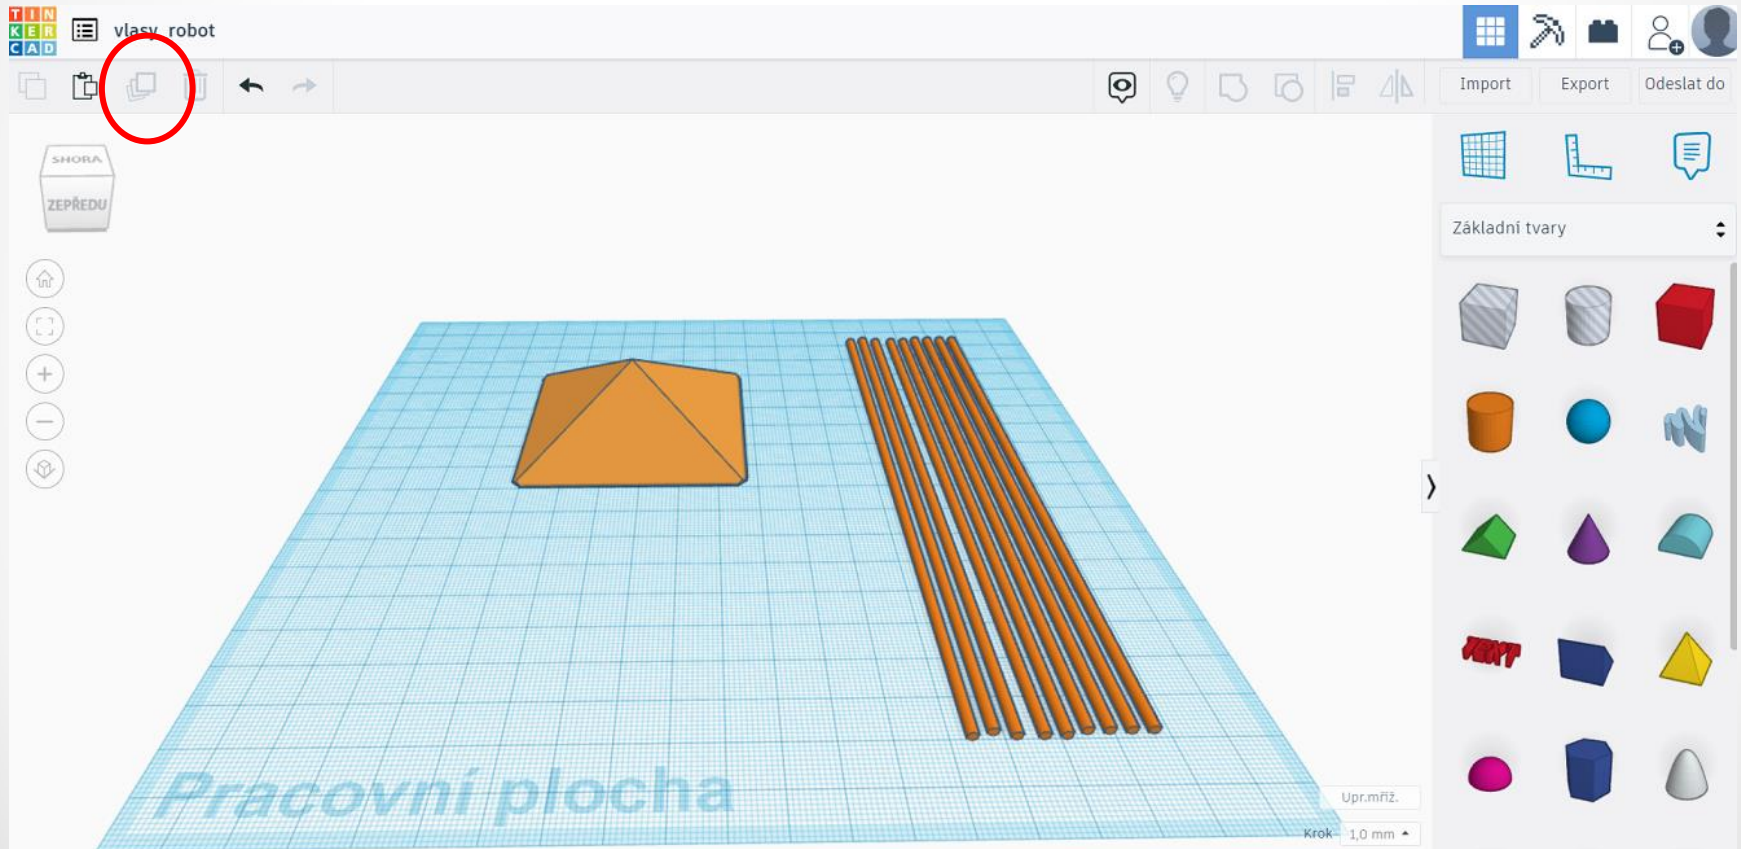 TIN
KER
CAD
vlasy_robot
Import
Export
Odeslat do
SHORA
ZEPŘEDU
Základní tvary
TEXT
Pracovní plocha
Upr.mříž.
Krok 1,0 mm